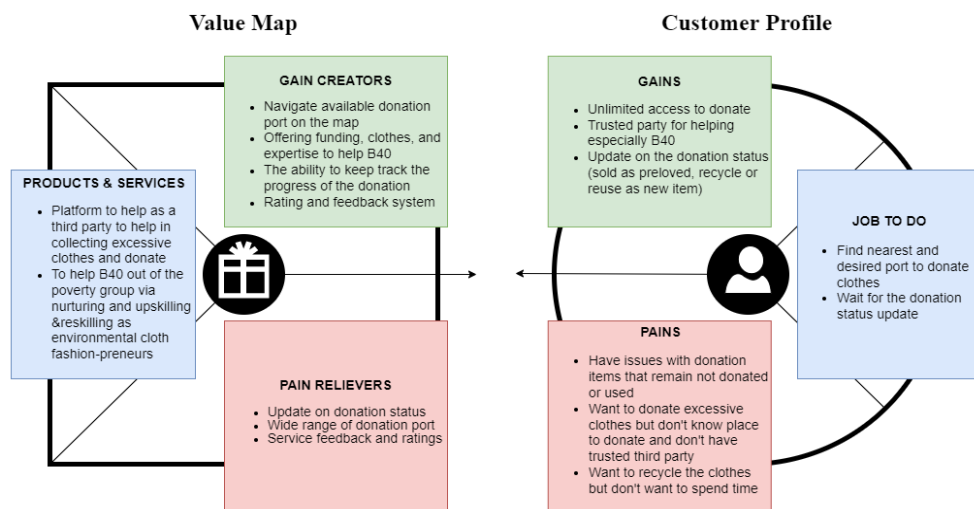 Value Map
Customer Profile
GAIN CREATORS
• Navigate available donation
port on the map
• Offering funding, clothes, and
expertise to help B40
• The ability to keep track the
progress of the donation
• Rating and feedback system
PRODUCTS & SERVICES
• Platform to help as a
third party to help in
collecting excessive
clothes and donate
• To help B40 out of the
poverty group via
nurturing and upskilling
&reskilling as
environmental cloth
fashion-preneurs
PAIN RELIEVERS
• Update on donation status
• Wide range of donation port
• Service feedback and ratings
GAINS
• Unlimited access to donate
• Trusted party for helping
especially B40
• Update on the donation status
(sold as preloved, recycle or
reuse as new item)
JOB TO DO
• Find nearest and
desired port to donate
clothes
• Wait for the donation
status update
PAINS
• Have issues with donation
items that remain not donated
or used
• Want to donate excessive
clothes but don't know place
to donate and don't have
trusted third party
• Want to recycle the clothes
but don't want to spend time